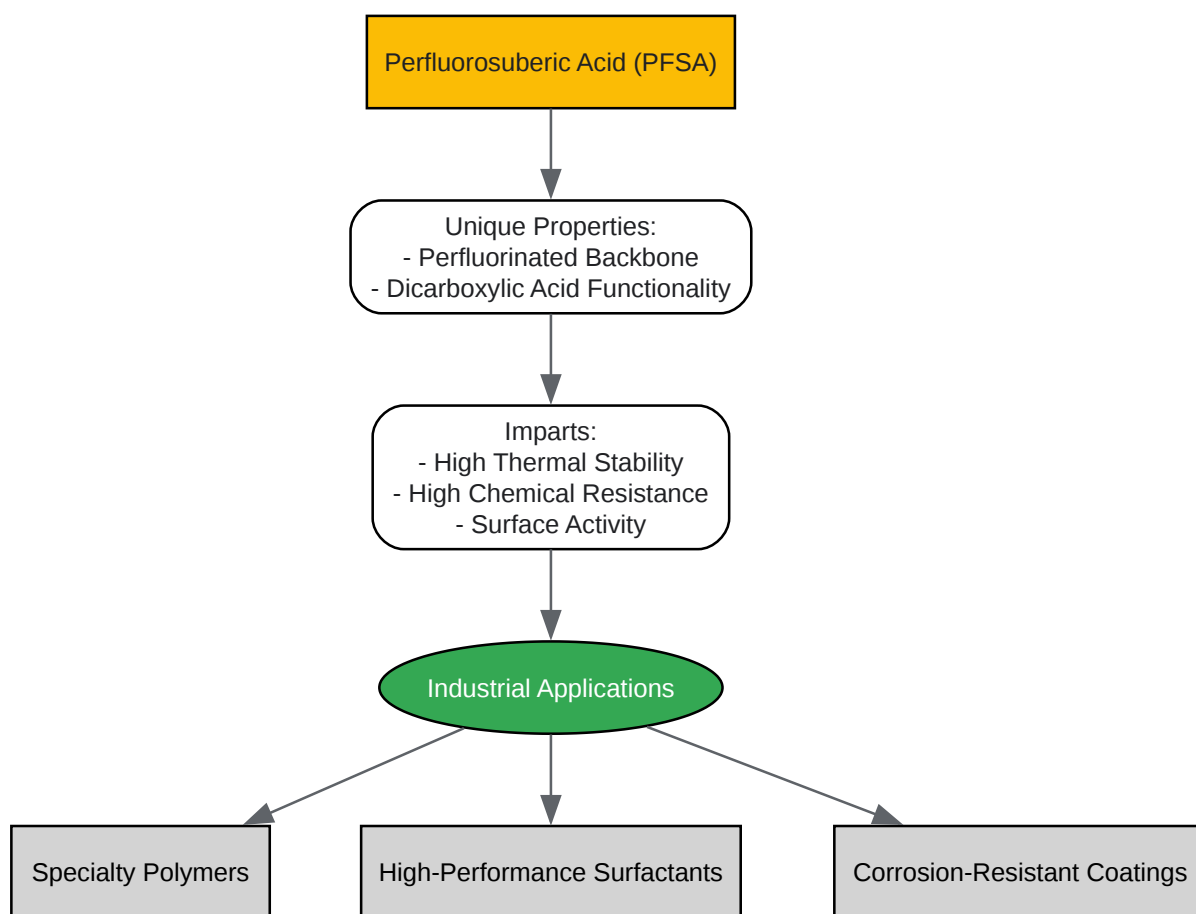 Perfluorosuberic Acid (PFSA)
Unique Properties:
- Perfluorinated Backbone
- Dicarboxylic Acid Functionality
Imparts:
- High Thermal Stability
- High Chemical Resistance
- Surface Activity
Industrial Applications
Specialty Polymers
High-Performance Surfactants
Corrosion-Resistant Coatings